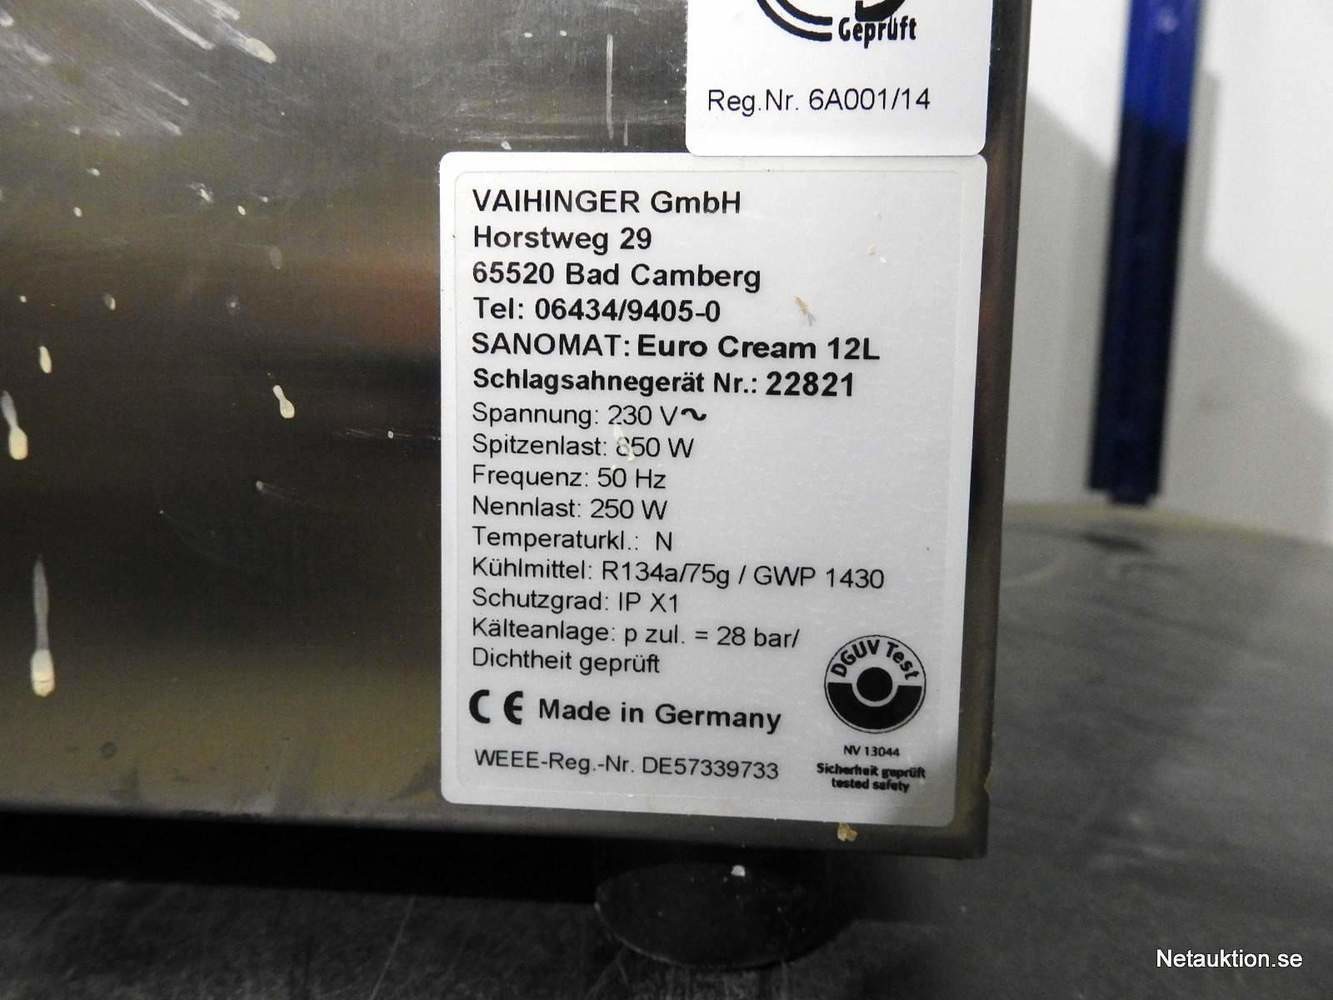 Geprüft
Reg.Nr. 6A001/14
VAIHINGER GmbH
Horstweg 29
65520 Bad Camberg
Tel: 06434/9405-0
SANOMAT: Euro Cream 12L
Schlagsahnegerät Nr.: 22821
Spannung: 230 V~
Spitzenlast: 850 W
Frequenz: 50 Hz
Nennlast: 250 W
Temperaturkl.: N
Kühlmittel: R134a/75g / GWP 1430
Schutzgrad: IP X1
Kälteanlage: p zul. = 28 bar/
Dichtheit geprüft
CE Made in Germany
WEEE-Reg.-Nr. DE57339733
DGUV Test
NV 13044
Sicherheit geprüft
tested safety
Netauktion.se